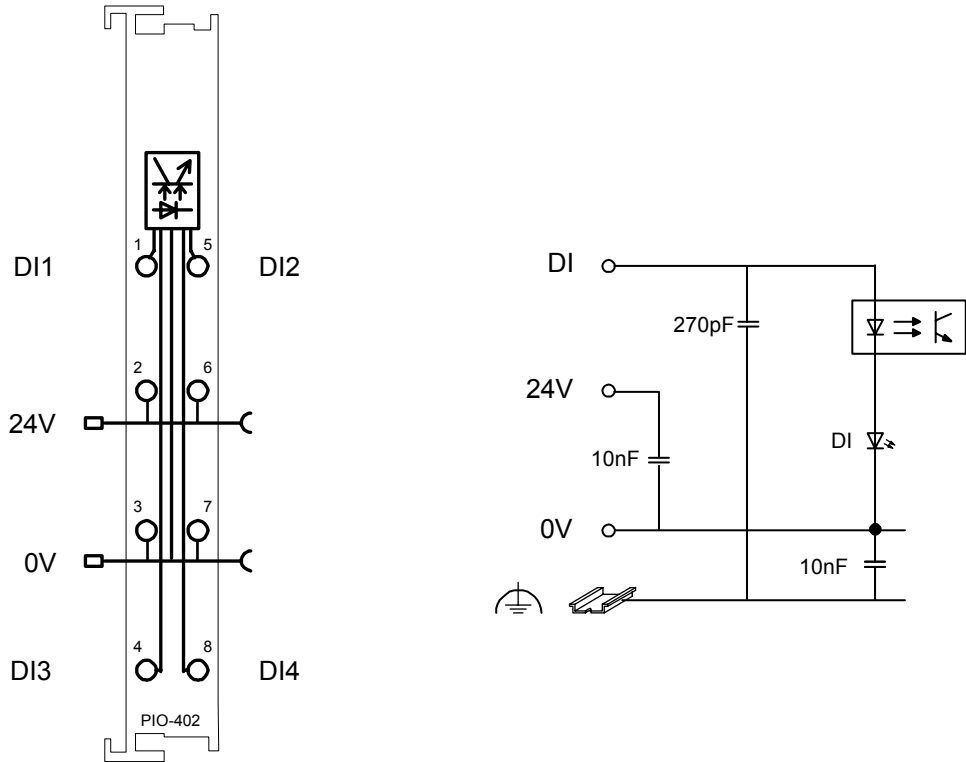 1
5
DI1
DI2
2
6
24V
3
7
0V
4
8
DI3
DI4
PIO-402
DI
270pF
24V
DI
10nF
0V
10nF